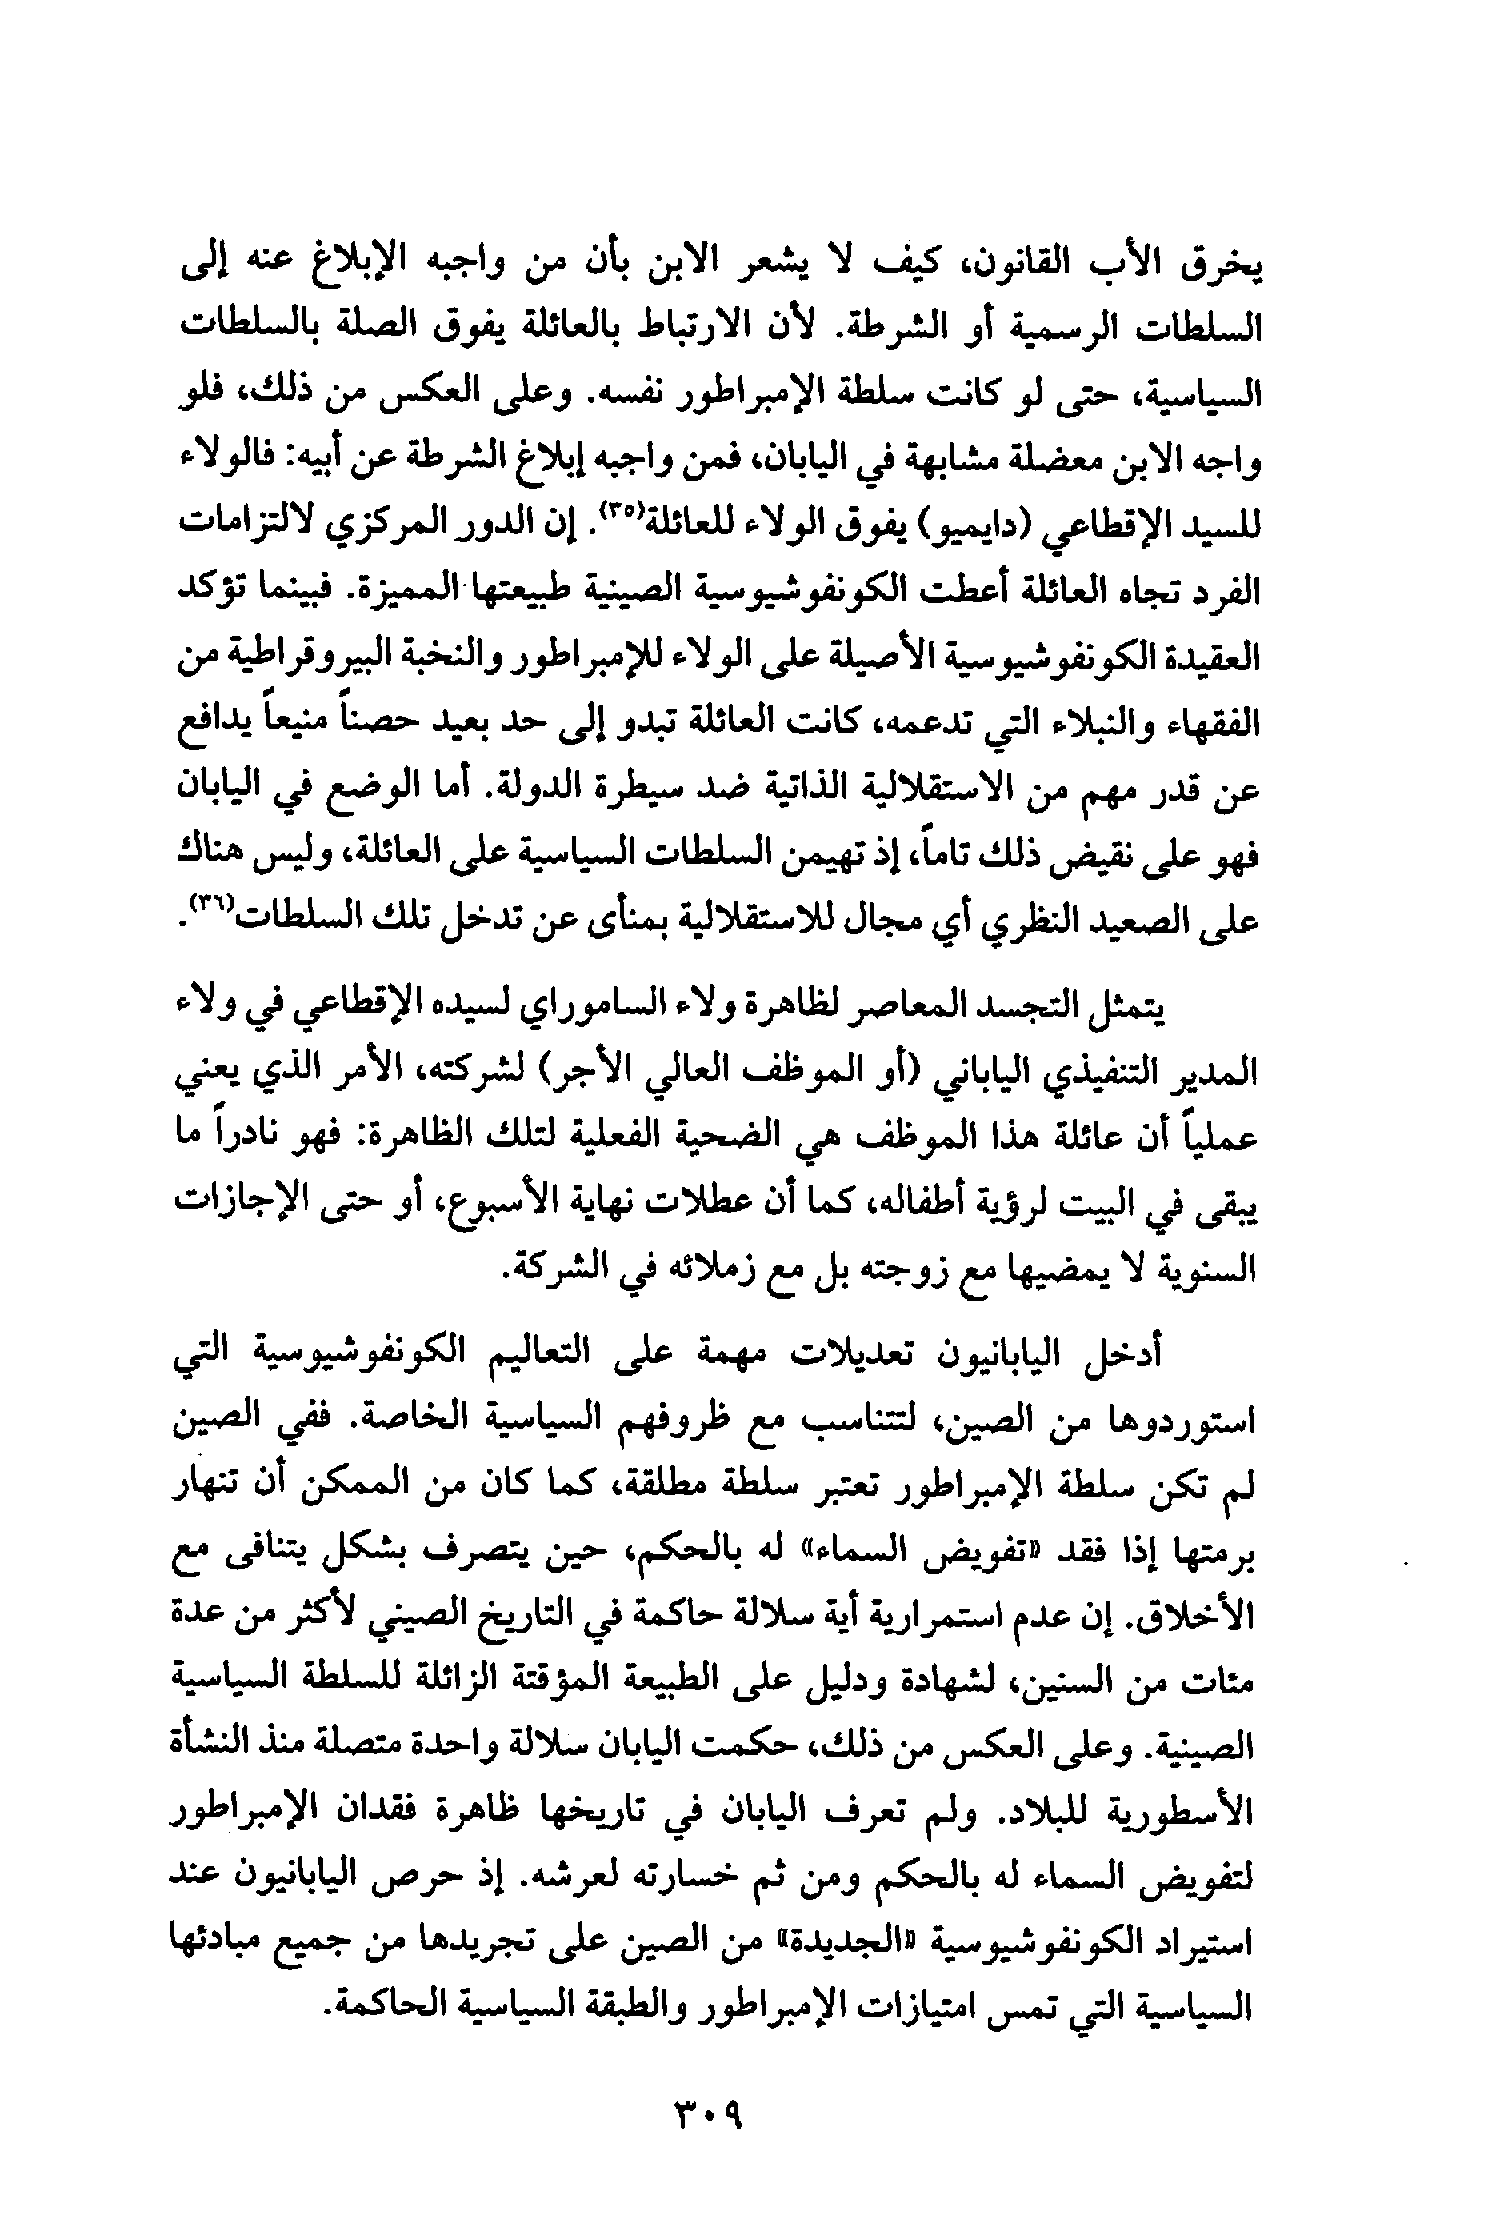 يخرق الأب القانون، كيف لا يشعر الابن بأن من واجبه الإبلاغ عنه إلى
السلطات الرسمية أو الشرطة. لأن الارتباط بالعائلة يفوق الصلة بالسلطات
السياسية، حتى لو كانت سلطة الإمبراطور نفسه. وعلى العكس من ذلك، فلو
واجه الابن معضلة مشابهة في اليابان، فمن واجبه إبلاغ الشرطة عن أبيه: فالولاء
للسيد الإقطاعي (دايميو) يفوق الولاء للعائلة(٣٥). إن الدور المركزي لالتزامات
الفرد تجاه العائلة أعطت الكونفوشيوسية الصينية طبيعتها المميزة. فبينما تؤكد
العقيدة الكونفوشيوسية الأصيلة على الولاء للإمبراطور والنخبة البيروقراطية من
الفقهاء والنبلاء التي تدعمه، كانت العائلة تبدو إلى حد بعيد حصناً منيعاً يدافع
عن قدر مهم من الاستقلالية الذاتية ضد سيطرة الدولة. أما الوضع في اليابان
فهو على نقيض ذلك تماماً، إذ تهيمن السلطات السياسية على العائلة، وليس هناك
على الصعيد النظري أي مجال للاستقلالية بمنأى عن تدخل تلك السلطات(٣٦).
يتمثل التجسد المعاصر لظاهرة ولاء الساموراي لسيده الإقطاعي في ولاء
المدير التنفيذي الياباني (أو الموظف العالي الأجر) لشركته، الأمر الذي يعني
عملياً أن عائلة هذا الموظف هي الضحية الفعلية لتلك الظاهرة: فهو نادراً ما
يبقى في البيت لرؤية أطفاله، كما أن عطلات نهاية الأسبوع، أو حتى الإجازات
السنوية لا يمضيها مع زوجته بل مع زملائه في الشركة.
أدخل اليابانيون تعديلات مهمة على التعاليم الكونفوشيوسية التي
استوردوها من الصين، لتتناسب مع ظروفهم السياسية الخاصة. ففي الصين
لم تكن سلطة الإمبراطور تعتبر سلطة مطلقة، كما كان من الممكن أن تنهار
برمتها إذا فقد «تفويض السماء» له بالحكم، حين يتصرف بشكل يتنافى مع
الأخلاق. إن عدم استمرارية أية سلالة حاكمة في التاريخ الصيني لأكثر من عدة
مئات من السنين، لشهادة ودليل على الطبيعة المؤقتة الزائلة للسلطة السياسية
الصينية. وعلى العكس من ذلك، حكمت اليابان سلالة واحدة متصلة منذ النشأة
الأسطورية للبلاد. ولم تعرف اليابان في تاريخها ظاهرة فقدان الإمبراطور
لتفويض السماء له بالحكم ومن ثم خسارته لعرشه. إذ حرص اليابانيون عند
استيراد الكونفوشيوسية «الجديدة» من الصين على تجريدها من جميع مبادئها
السياسية التي تمس امتيازات الإمبراطور والطبقة السياسية الحاكمة.
٣٠٩